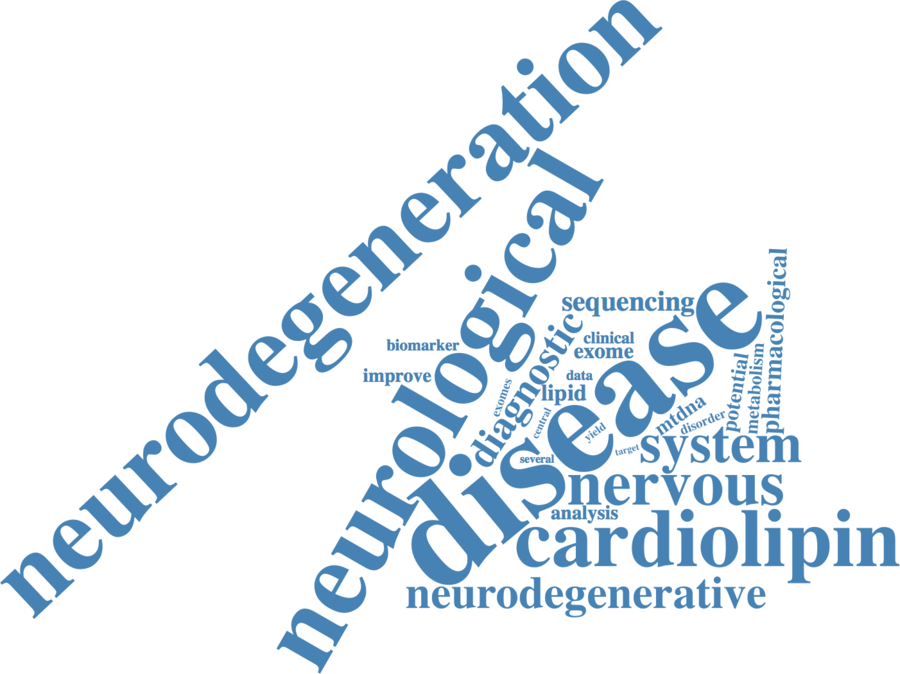 neurodegeneration
neurological
disease
sequencing
pharmacological
diagnostic
clinical
biomarker
exome
improve
data
potential
metabolism
exomes
lipid
central
yield
mtdna
disorder
target
system
several
nervous
analysis
cardiolipin
neurodegenerative